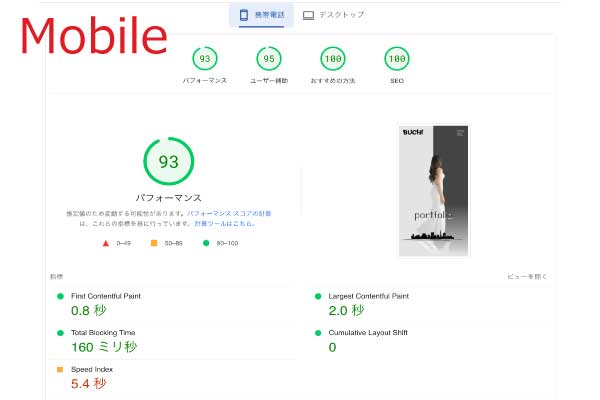 Mobile
携帯電話 デスクトップ
93 95 100 100
パフォーマンス ユーザー補助 おすすめの方法 SEO
93
パフォーマンス
推定値のため変動する可能性があります。パフォーマンス スコアの計算
は、これらの指標を基に行っています。計算ツールはこちら。
0–49 50–89 90–100
BUCHI
portfolio
指標 ビューを開く
First Contentful Paint
0.8 秒
Largest Contentful Paint
2.0 秒
Total Blocking Time
160 ミリ秒
Cumulative Layout Shift
0
Speed Index
5.4 秒